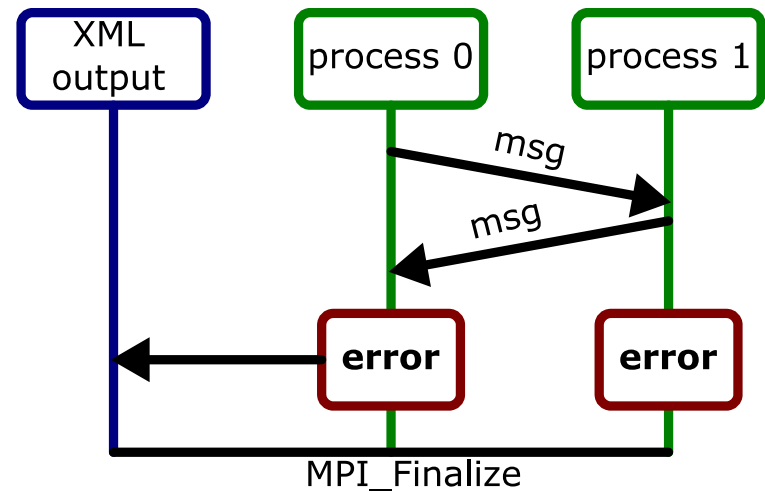 XML
output
process 0
process 1
msg
msg
error
error
MPI_Finalize